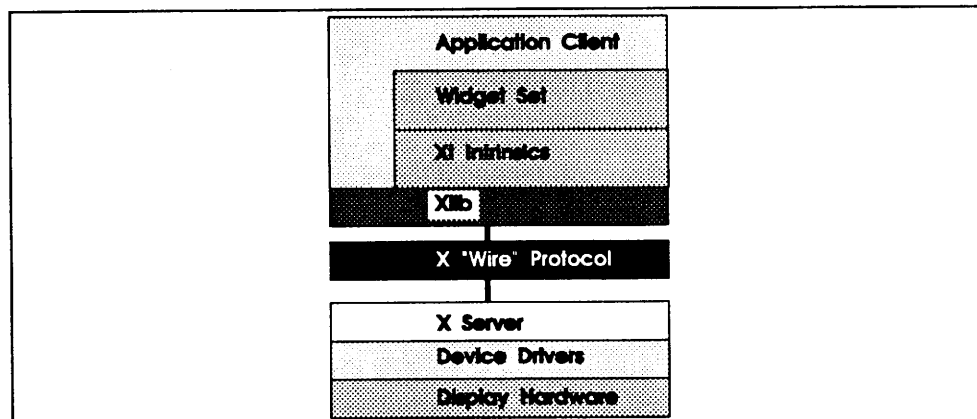 Application Client
Widget Set
Xt Intrinsics
Xlib
X "Wire" Protocol
X Server
Device Drivers
Display Hardware